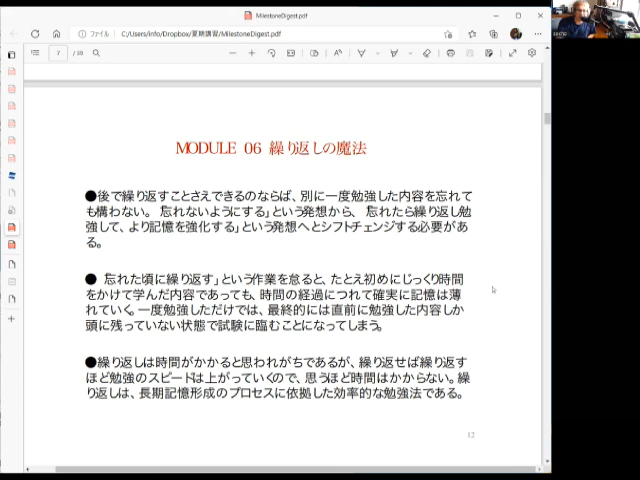 MilestoneDigest.pdf
ファイル C:/Users/info/Dropbox/夏期講習/MilestoneDigest.pdf
7
MODULE 06 繰り返しの魔法
●後で繰り返すことさえできるのならば、別に一度勉強した内容を忘れて
も構わない。「忘れないようにする」という発想から、「忘れたら繰り返し勉
強して、より記憶を強化する」という発想へとシフトチェンジする必要があ
る。
●「忘れた頃に繰り返す」という作業を怠ると、たとえ初めにじっくり時間
をかけて学んだ内容であっても、時間の経過につれて確実に記憶は薄
れていく。一度勉強しただけでは、最終的には直前に勉強した内容しか
頭に残っていない状態で試験に臨むことになってしまう。
●繰り返しは時間がかかると思われがちであるが、繰り返せば繰り返す
ほど勉強のスピードは上がっていくので、思うほど時間はかからない。繰
り返しは、長期記憶形成のプロセスに依拠した効率的な勉強法である。
12